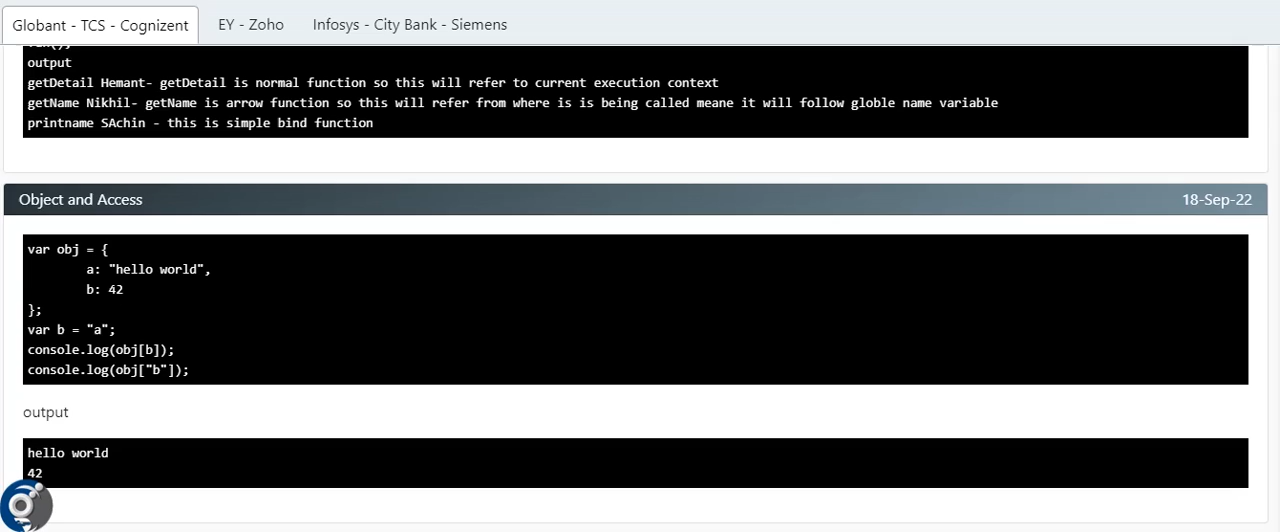 Globant - TCS - Cognizent
EY - Zoho
Infosys - City Bank - Siemens
output
getDetail Hemant- getDetail is normal function so this will refer to current execution context
getName Nikhil- getName is arrow function so this will refer from where is is being called meane it will follow globle name variable
printname SAchin - this is simple bind function
Object and Access
18-Sep-22
var obj = {
a: "hello world",
b: 42
};
var b = "a";
console.log(obj[b]);
console.log(obj["b"]);
output
hello world
42